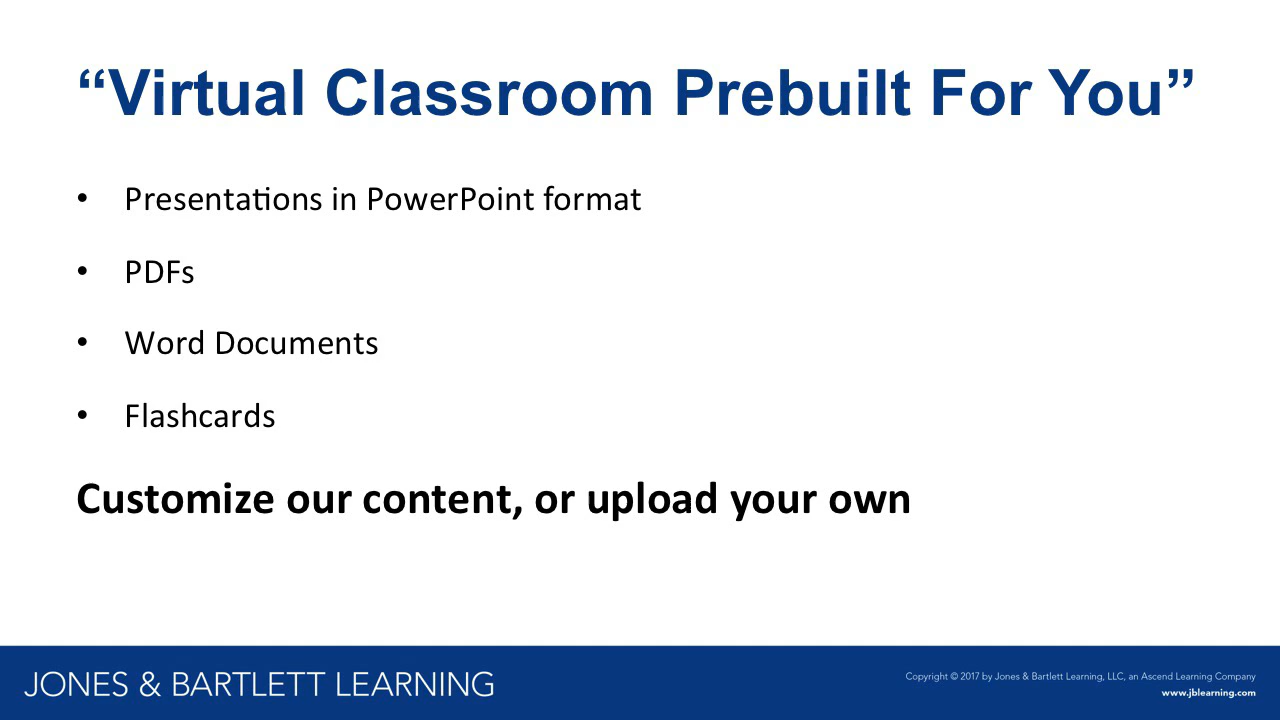 “Virtual Classroom Prebuilt For You”
• Presentations in PowerPoint format
• PDFs
• Word Documents
• Flashcards
Customize our content, or upload your own
JONES & BARTLETT LEARNING
Copyright © 2017 by Jones & Bartlett Learning, LLC, an Ascend Learning Company
www.jblearning.com